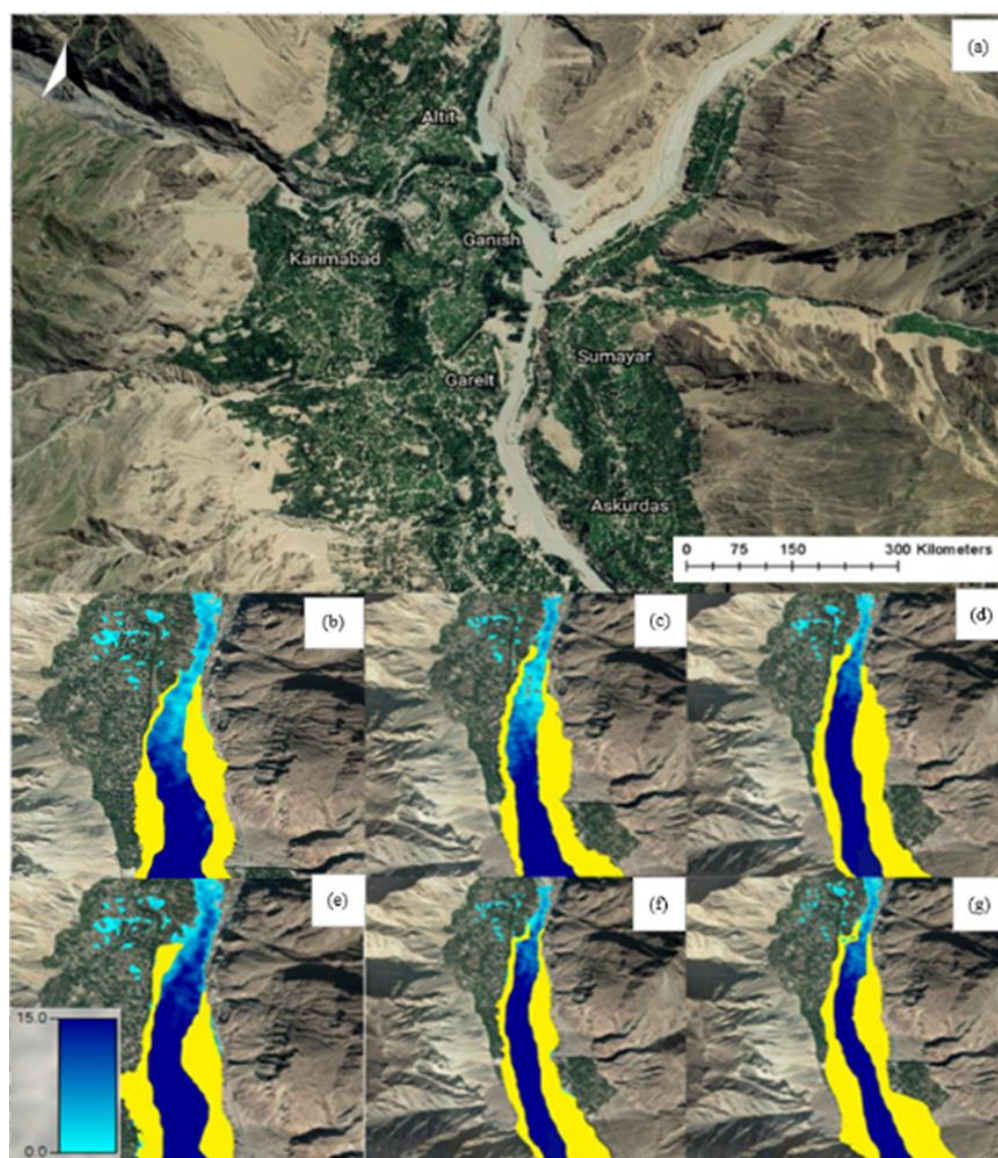 (a)
Altit
Ganish
Karimabad
Sumayar
Garelt
Askurdas
0 75 150 300 Kilometers
(b)
(c)
(d)
(e)
(f)
(g)
15.0
0.0